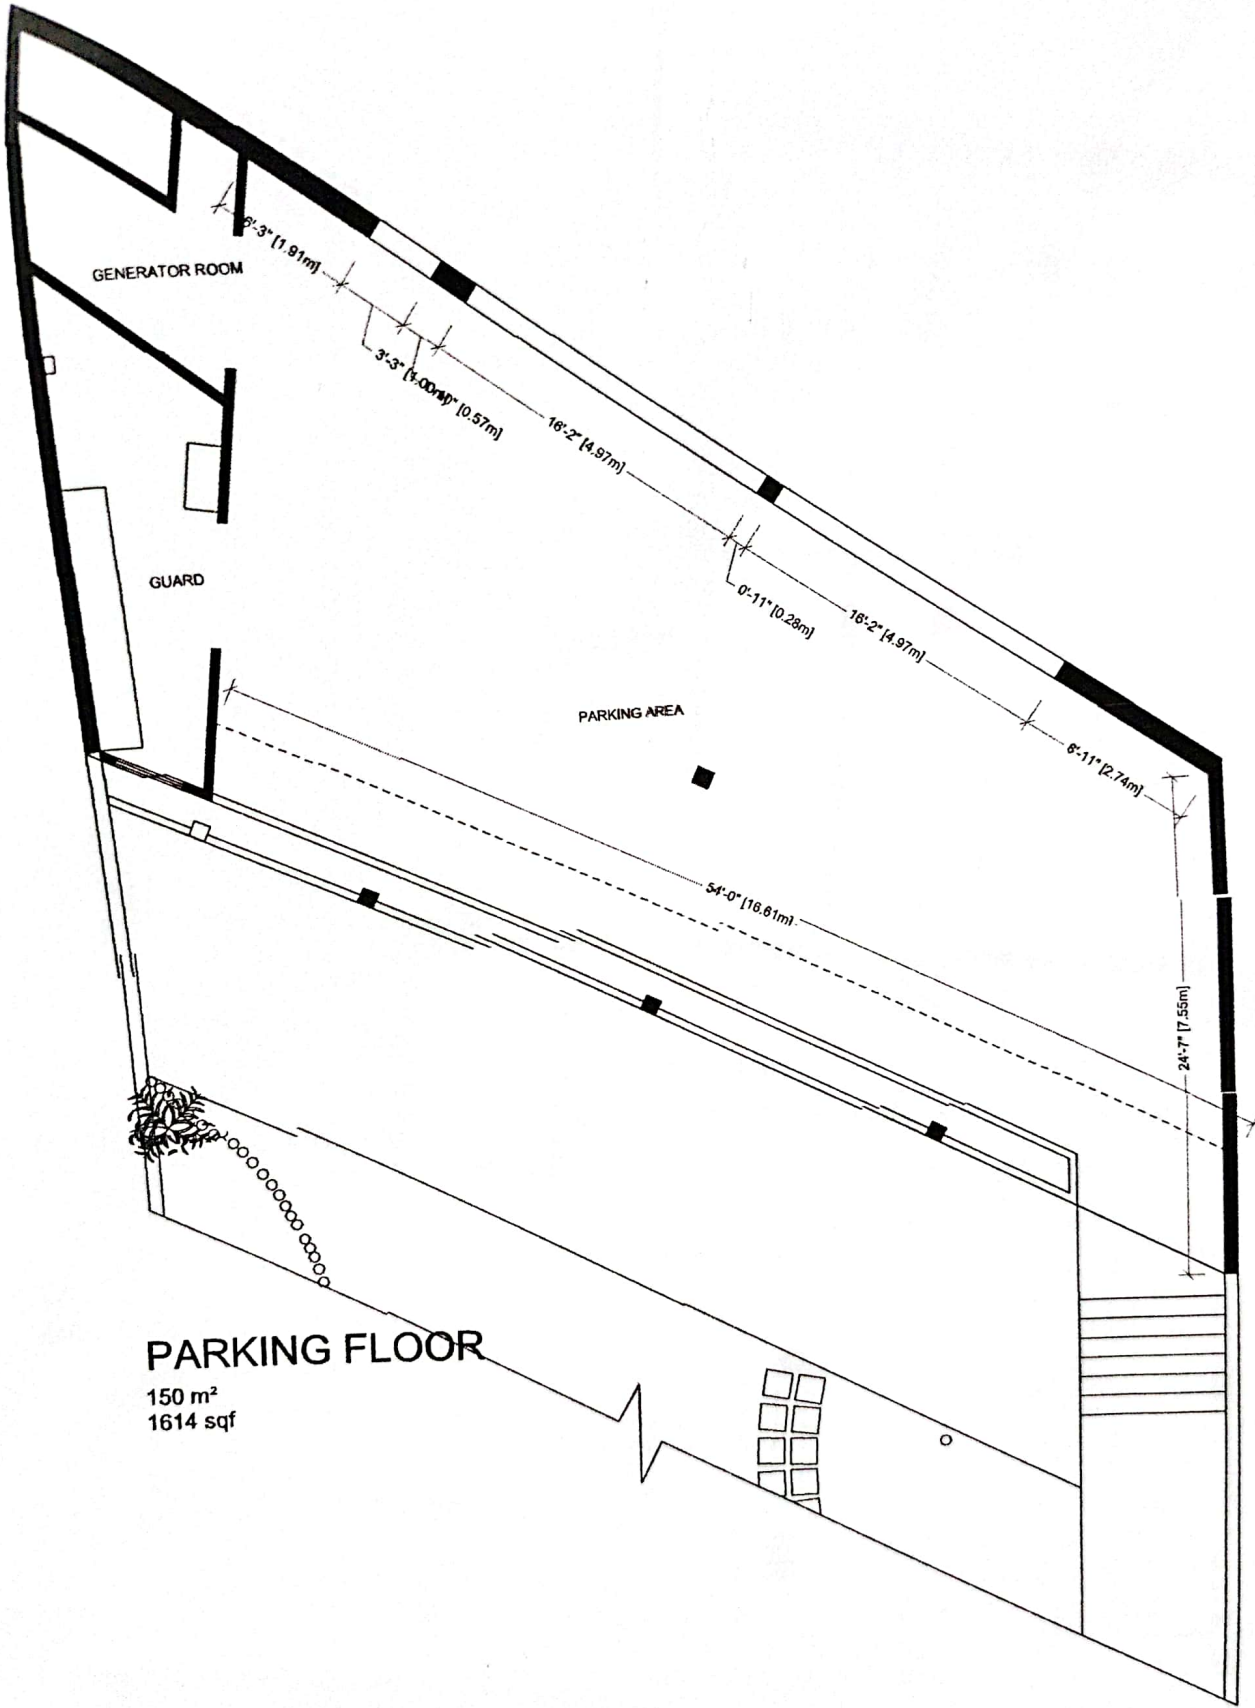 6'-3" [1.91m]
GENERATOR ROOM
3'-3" [1.00m]
[0.57m]
16'-2" [4.97m]
GUARD
0'-11" [0.28m]
16'-2" [4.97m]
PARKING AREA
6'-11" [2.74m]
54'-0" [16.61m]
24'-7" [7.55m]
PARKING FLOOR
150 m²
1614 sqf